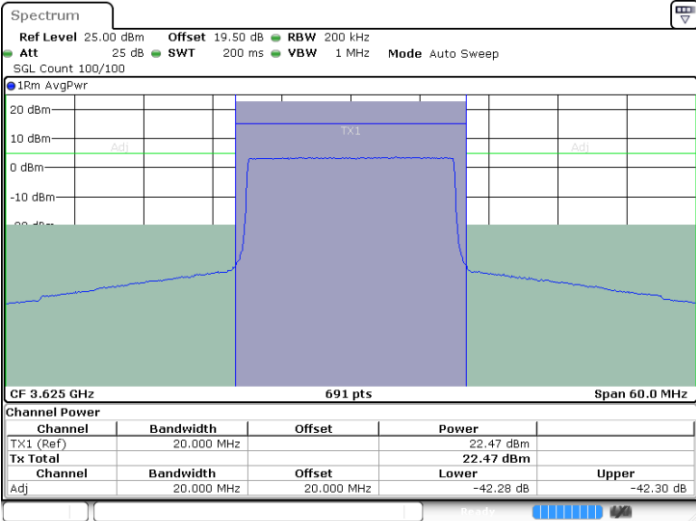 Spectrum
Ref Level 25.00 dBm Offset 19.50 dB RBW 200 kHz
Att 25 dB SWT 200 ms VBW 1 MHz Mode Auto Sweep
SGL Count 100/100
1Rm AvgPwr
20 dBm
TX1
10 dBm
Adj Adj
0 dBm
-10 dBm
CF 3.625 GHz 691 pts Span 60.0 MHz
Channel Power
Channel Bandwidth Offset Power
TX1 (Ref) 20.000 MHz 22.47 dBm
Tx Total 22.47 dBm
Channel Bandwidth Offset Lower Upper
Adj 20.000 MHz 20.000 MHz -42.28 dB -42.30 dB
Ready